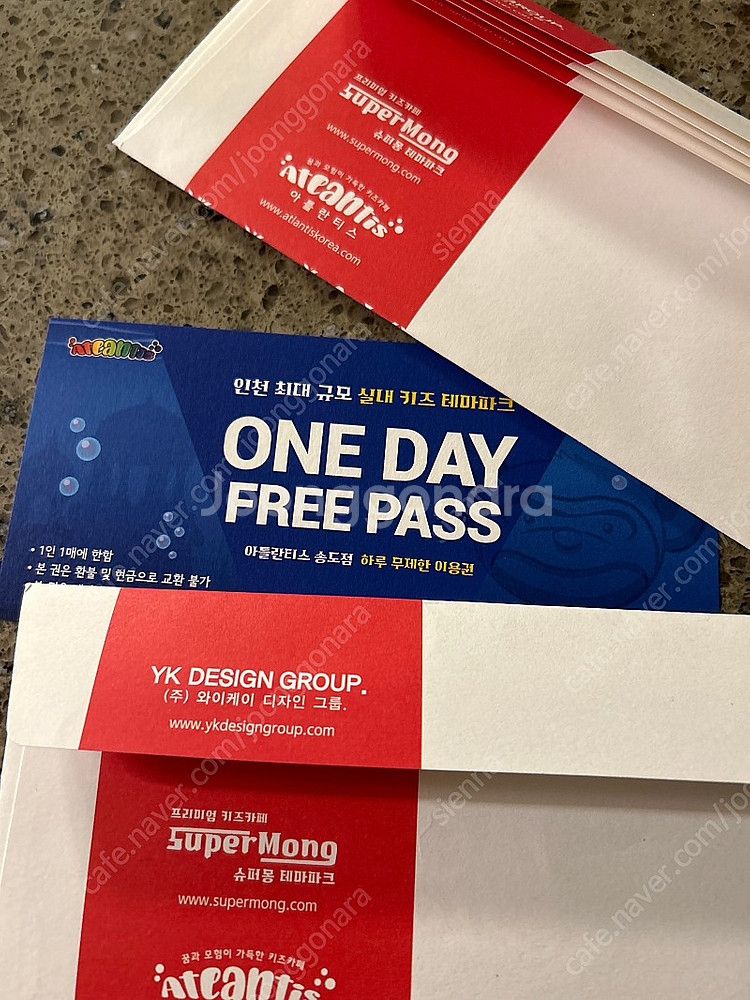 프리미엄 키즈카페
SuperMong
슈퍼몽 테마파크
www.supermong.com
꿈과 모험이 가득한 키즈카페
Atlantis
아틀란티스
www.atlantiskorea.com
Atlantis
인천 최대 규모 실내 키즈 테마파크
ONE DAY
FREE PASS
아틀란티스 송도점 하루 무제한 이용권
• 1인 1매에 한함
• 본 권은 환불 및 현금으로 교환 불가
Joonggonara
YK DESIGN GROUP.
(주) 와이케이 디자인 그룹.
www.ykdesigngroup.com
프리미엄 키즈카페
SuperMong
슈퍼몽 테마파크
www.supermong.com
꿈과 모험이 가득한 키즈카페
Atlantis
cafe.naver.com/joonggonara
sienna